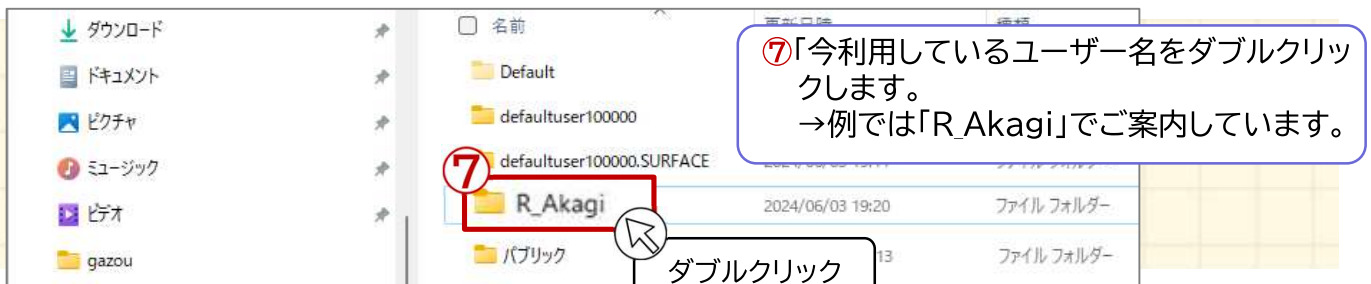 ダウンロード
ドキュメント
ピクチャ
ミュージック
ビデオ
gazou
名前
更新日時
種類
Default
defaultuser100000
defaultuser100000.SURFACE
⑦
R_Akagi
2024/06/03 19:20
ファイル フォルダー
パブリック
13
ファイル フォルダー
ダブルクリック
⑦「今利用しているユーザー名をダブルクリッ
クします。
→例では「R_Akagi」でご案内しています。